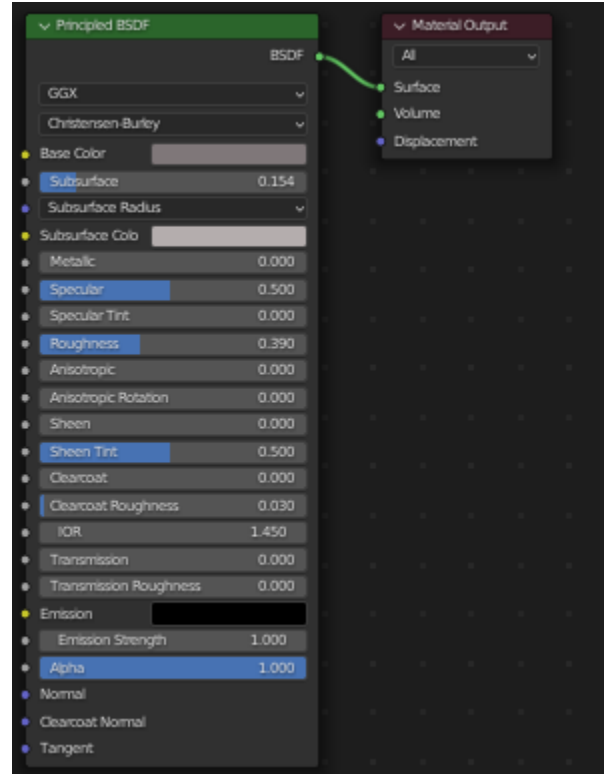 Principled BSDF
BSDF
GGX
Christensen-Burley
Base Color
Subsurface 0.154
Subsurface Radius
Subsurface Colo
Metallic 0.000
Specular 0.500
Specular Tint 0.000
Roughness 0.390
Anisotropic 0.000
Anisotropic Rotation 0.000
Sheen 0.000
Sheen Tint 0.500
Clearcoat 0.000
Clearcoat Roughness 0.030
IOR 1.450
Transmission 0.000
Transmission Roughness 0.000
Emission
Emission Strength 1.000
Alpha 1.000
Normal
Clearcoat Normal
Tangent
Material Output
All
Surface
Volume
Displacement